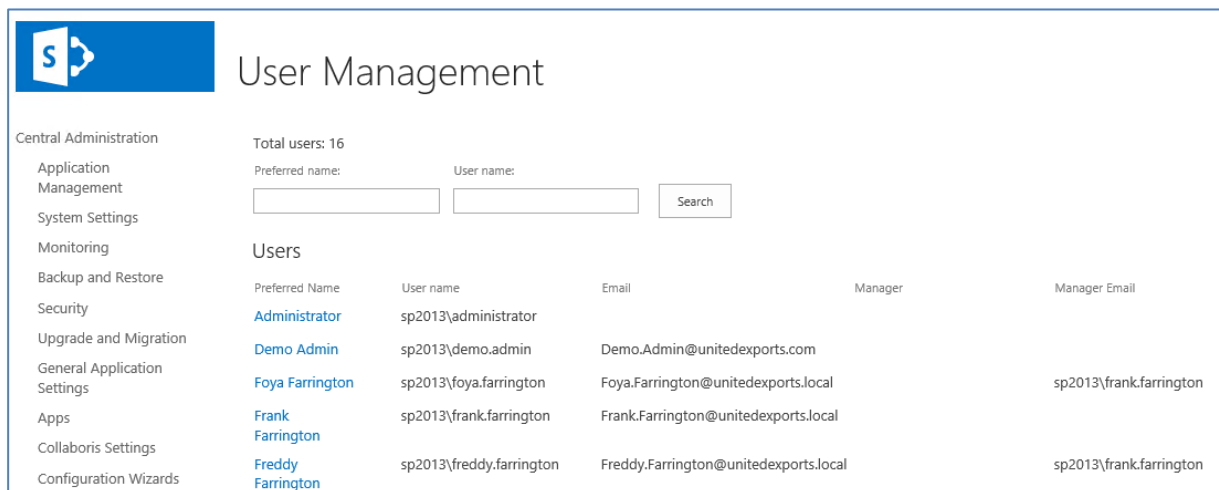 S
User Management
Central Administration
Application
Management
System Settings
Monitoring
Backup and Restore
Security
Upgrade and Migration
General Application
Settings
Apps
Collaboris Settings
Configuration Wizards
Total users: 16
Preferred name: User name:
Search
Users
Preferred Name User name Email Manager Manager Email
Administrator sp2013\administrator
Demo Admin sp2013\demo.admin Demo.Admin@unitedexports.com
Foya Farrington sp2013\foya.farrington Foya.Farrington@unitedexports.local sp2013\frank.farrington
Frank sp2013\frank.farrington Frank.Farrington@unitedexports.local
Farrington
Freddy sp2013\freddy.farrington Freddy.Farrington@unitedexports.local sp2013\frank.farrington
Farrington